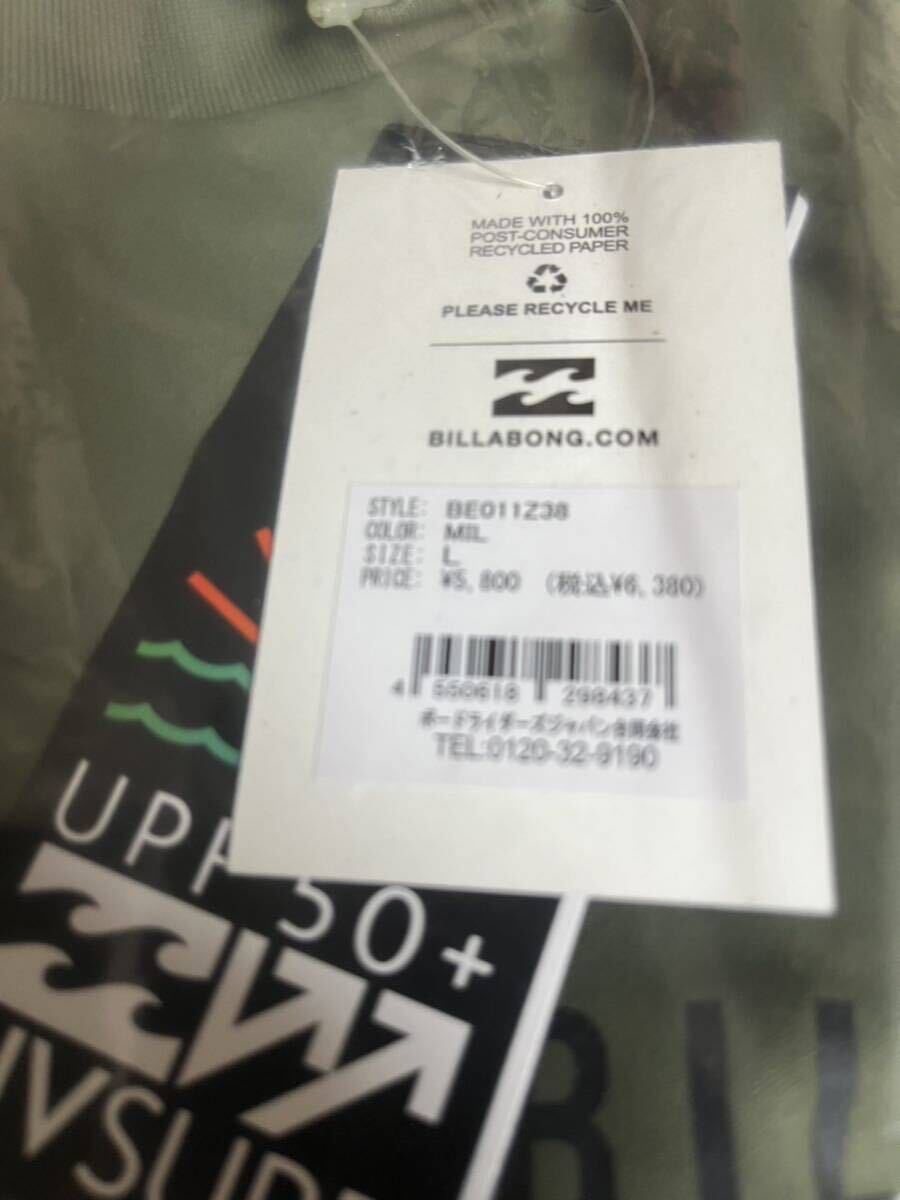 MADE WITH 100%
POST-CONSUMER
RECYCLED PAPER
PLEASE RECYCLE ME
BILLABONG.COM
STYLE: BE011Z38
COLOR: MIL
SIZE: L
PRICE: ¥5,800 (税込¥6,380)
4 550618 298437
ボードライダーズジャパン合同会社
TEL:0120-32-9190
UPF 50+